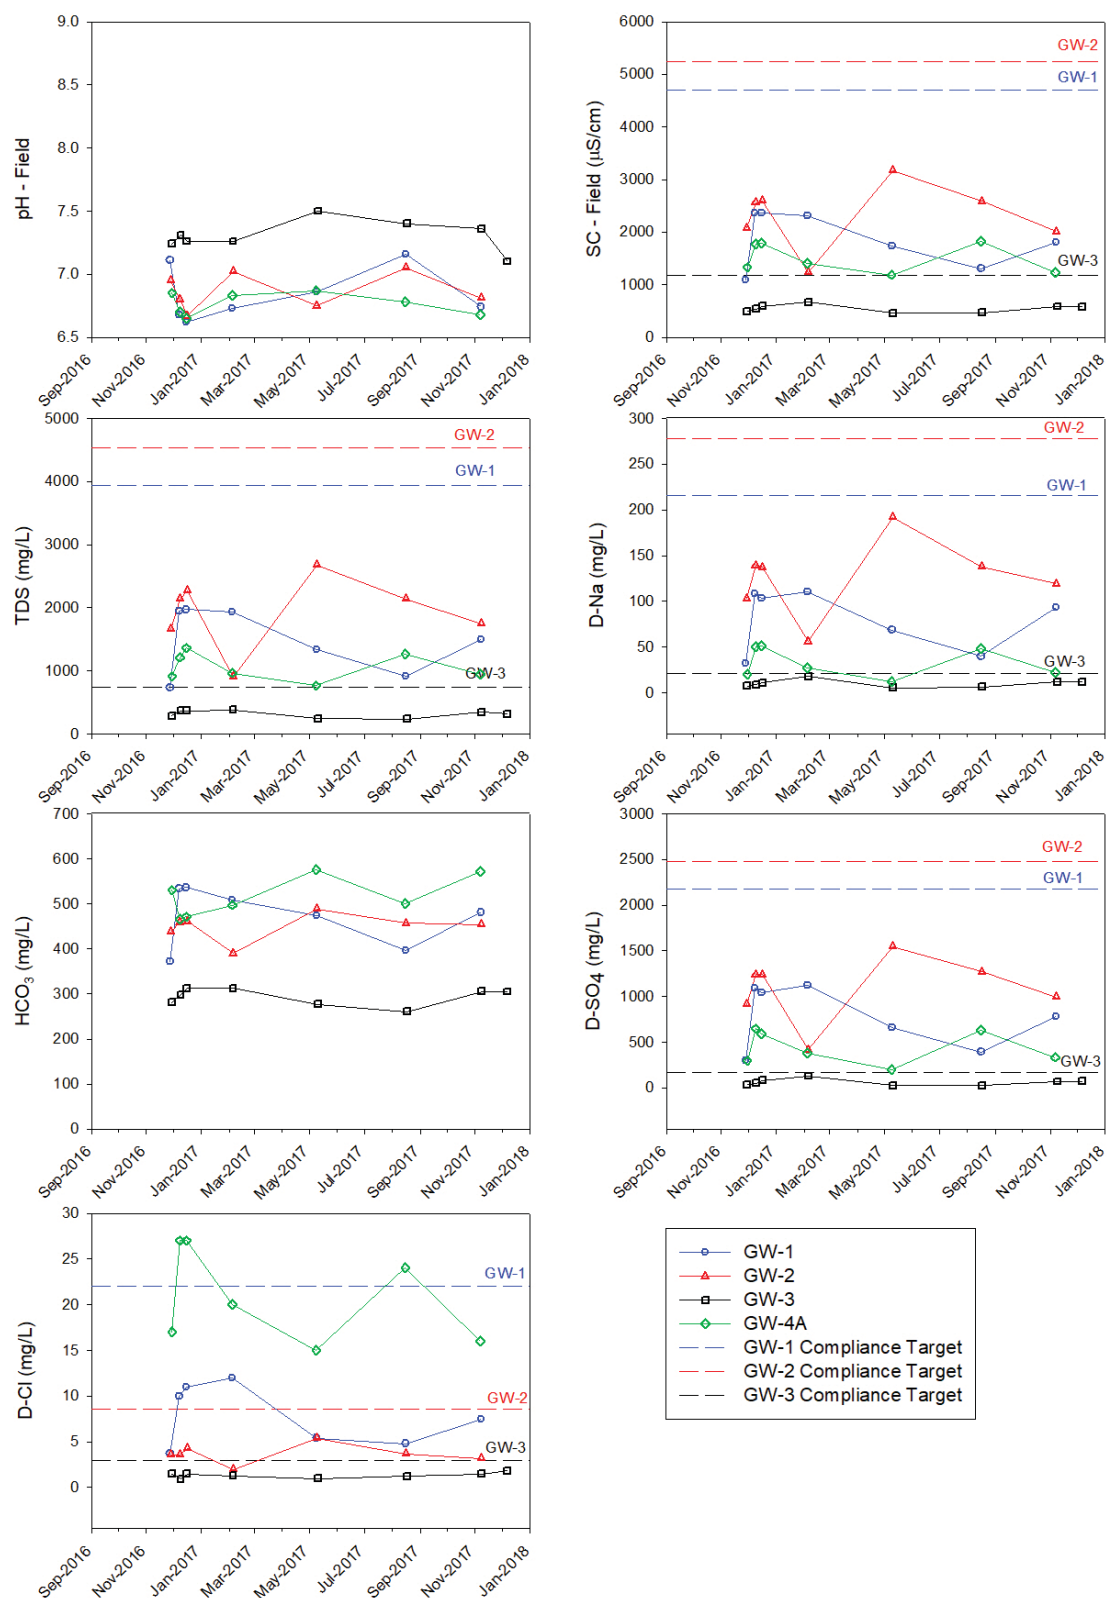 pH - Field
9.0
8.5
8.0
7.5
7.0
6.5
Sep-2016
Nov-2016
Jan-2017
Mar-2017
May-2017
Jul-2017
Sep-2017
Nov-2017
Jan-2018
SC - Field (µS/cm)
6000
5000
4000
3000
2000
1000
0
GW-2
GW-1
GW-3
Sep-2016
Nov-2016
Jan-2017
Mar-2017
May-2017
Jul-2017
Sep-2017
Nov-2017
Jan-2018
TDS (mg/L)
5000
4000
3000
2000
1000
0
GW-2
GW-1
GW-3
Sep-2016
Nov-2016
Jan-2017
Mar-2017
May-2017
Jul-2017
Sep-2017
Nov-2017
Jan-2018
D-Na (mg/L)
300
250
200
150
100
50
0
GW-2
GW-1
GW-3
Sep-2016
Nov-2016
Jan-2017
Mar-2017
May-2017
Jul-2017
Sep-2017
Nov-2017
Jan-2018
HCO3 (mg/L)
700
600
500
400
300
200
100
0
Sep-2016
Nov-2016
Jan-2017
Mar-2017
May-2017
Jul-2017
Sep-2017
Nov-2017
Jan-2018
D-SO4 (mg/L)
3000
2500
2000
1500
1000
500
0
GW-2
GW-1
GW-3
Sep-2016
Nov-2016
Jan-2017
Mar-2017
May-2017
Jul-2017
Sep-2017
Nov-2017
Jan-2018
D-Cl (mg/L)
30
25
20
15
10
5
0
GW-1
GW-2
GW-3
Sep-2016
Nov-2016
Jan-2017
Mar-2017
May-2017
Jul-2017
Sep-2017
Nov-2017
Jan-2018
GW-1
GW-2
GW-3
GW-4A
GW-1 Compliance Target
GW-2 Compliance Target
GW-3 Compliance Target